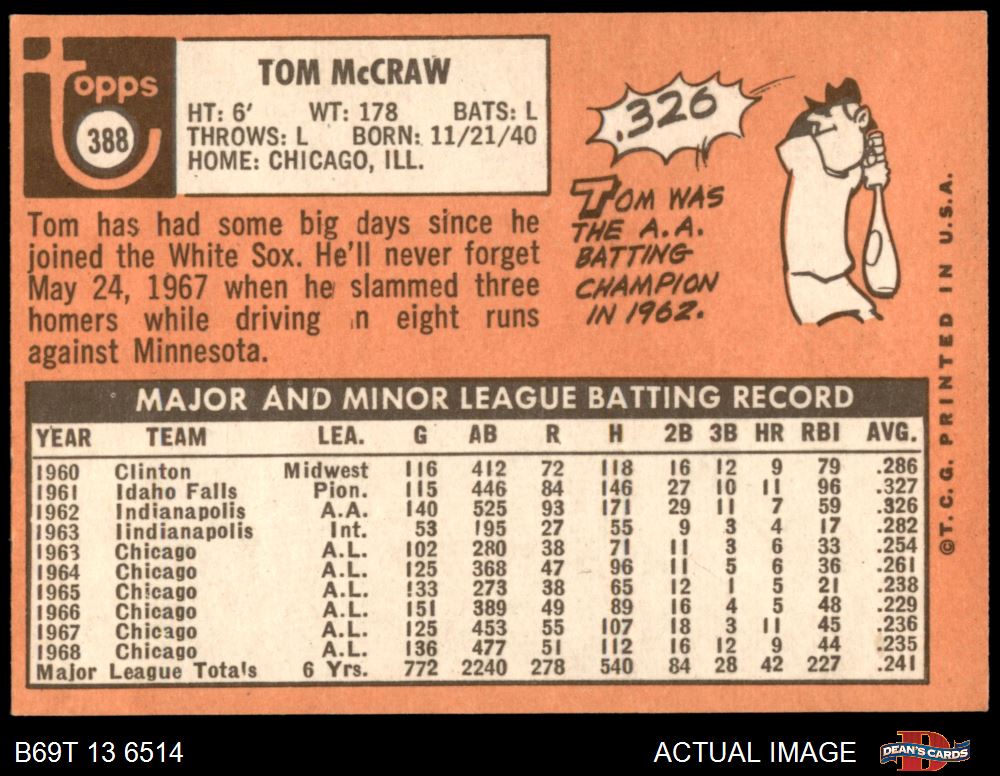 topps
388
TOM McCRAW
HT: 6' WT: 178 BATS: L
THROWS: L BORN: 11/21/40
HOME: CHICAGO, ILL.
.326
TOM WAS
THE A.A.
BATTING
CHAMPION
IN 1962.
Tom has had some big days since he
joined the White Sox. He'll never forget
May 24, 1967 when he slammed three
homers while driving in eight runs
against Minnesota.
MAJOR AND MINOR LEAGUE BATTING RECORD
YEAR TEAM LEA. G AB R H 2B 3B HR RBI AVG.
1960 Clinton Midwest 116 412 72 118 16 12 9 79 .286
1961 Idaho Falls Pion. 115 446 84 146 27 10 11 96 .327
1962 Indianapolis A.A. 140 525 93 171 29 11 7 59 .326
1963 Iindianapolis Int. 53 195 27 55 9 3 4 17 .282
1963 Chicago A.L. 102 280 38 71 11 3 6 33 .254
1964 Chicago A.L. 125 368 47 96 11 5 6 36 .261
1965 Chicago A.L. 133 273 38 65 12 1 5 21 .238
1966 Chicago A.L. 151 389 49 89 16 4 5 48 .229
1967 Chicago A.L. 125 453 55 107 18 3 11 45 .236
1968 Chicago A.L. 136 477 51 112 16 12 9 44 .235
Major League Totals 6 Yrs. 772 2240 278 540 84 28 42 227 .241
©T.C.G. PRINTED IN U.S.A.
B69T 13 6514
ACTUAL IMAGE
DEAN'S CARDS